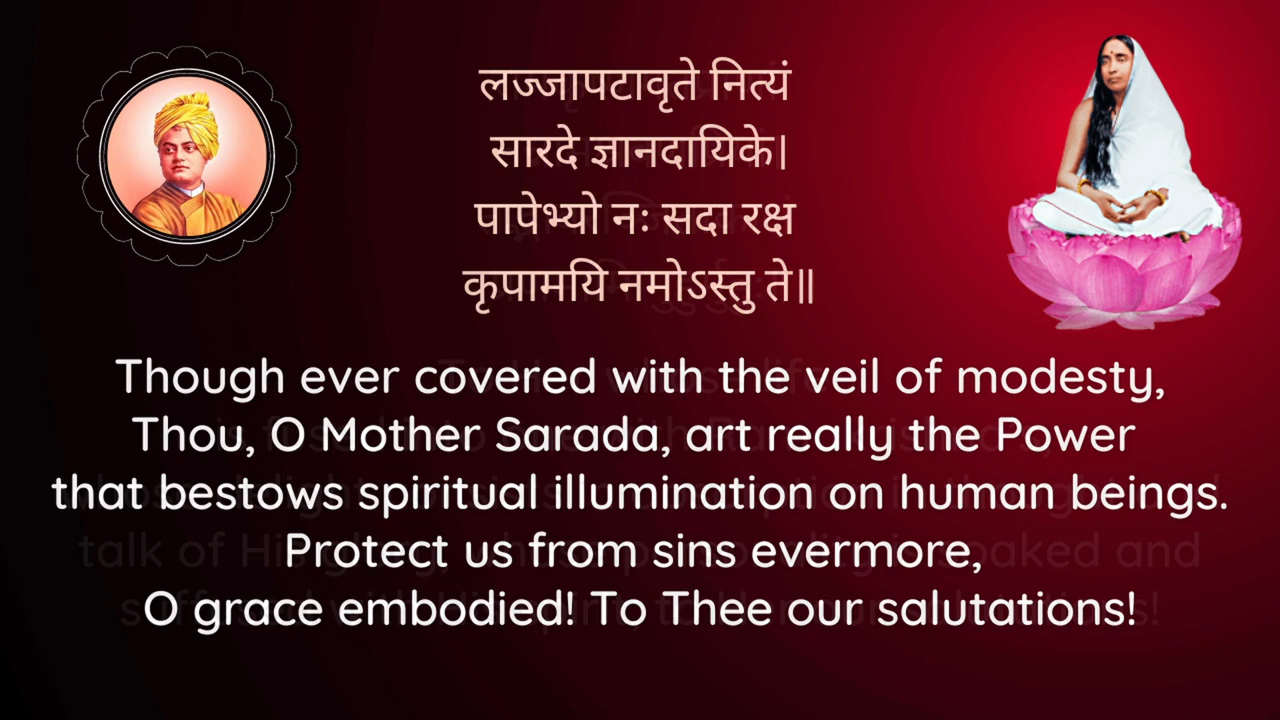 लज्जापटावृते नित्यं
सारदे ज्ञानदायिके।
पापेभ्यो नः सदा रक्ष
कृपामयि नमोऽस्तु ते॥
Though ever covered with the veil of modesty,
Thou, O Mother Sarada, art really the Power
that bestows spiritual illumination on human beings.
Protect us from sins evermore,
O grace embodied! To Thee our salutations!